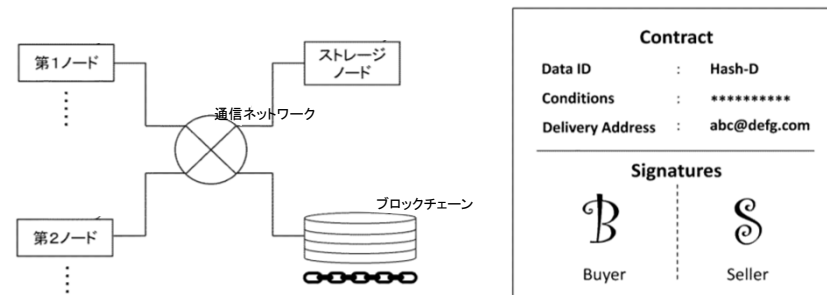 第1ノード
ストレージ
ノード
通信ネットワーク
第2ノード
ブロックチェーン
Contract
Data ID : Hash-D
Conditions : **********
Delivery Address : abc@defg.com
Signatures
B S
Buyer Seller